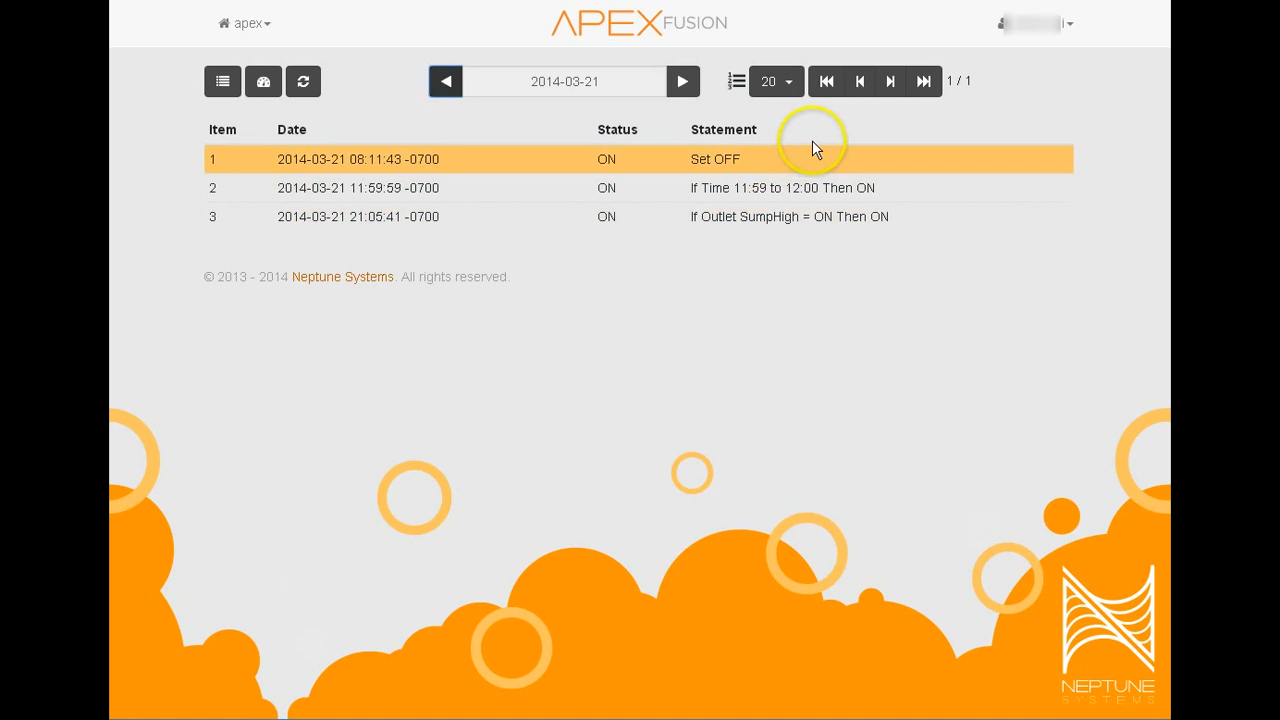 apex
APEX FUSION
2014-03-21
20
1 / 1
Item Date Status Statement
1 2014-03-21 08:11:43 -0700 ON Set OFF
2 2014-03-21 11:59:59 -0700 ON If Time 11:59 to 12:00 Then ON
3 2014-03-21 21:05:41 -0700 ON If Outlet SumpHigh = ON Then ON
© 2013 - 2014 Neptune Systems. All rights reserved.
NEPTUNE
SYSTEMS